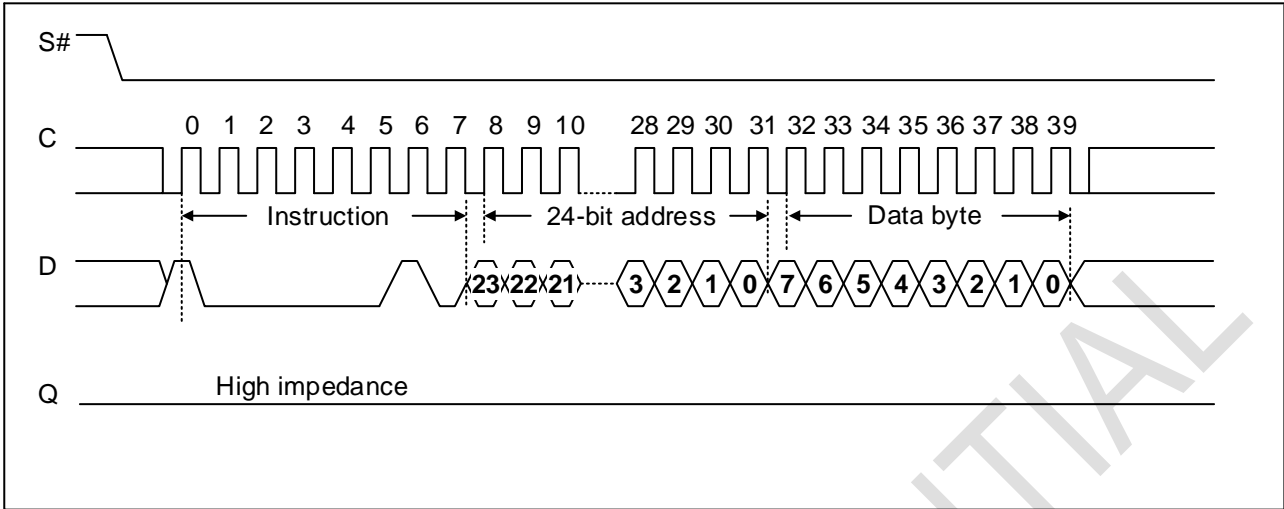 S#
C 0 1 2 3 4 5 6 7 8 9 10 28 29 30 31 32 33 34 35 36 37 38 39
Instruction 24-bit address Data byte
D 23 22 21 3 2 1 0 7 6 5 4 3 2 1 0
Q High impedance
NTIAL